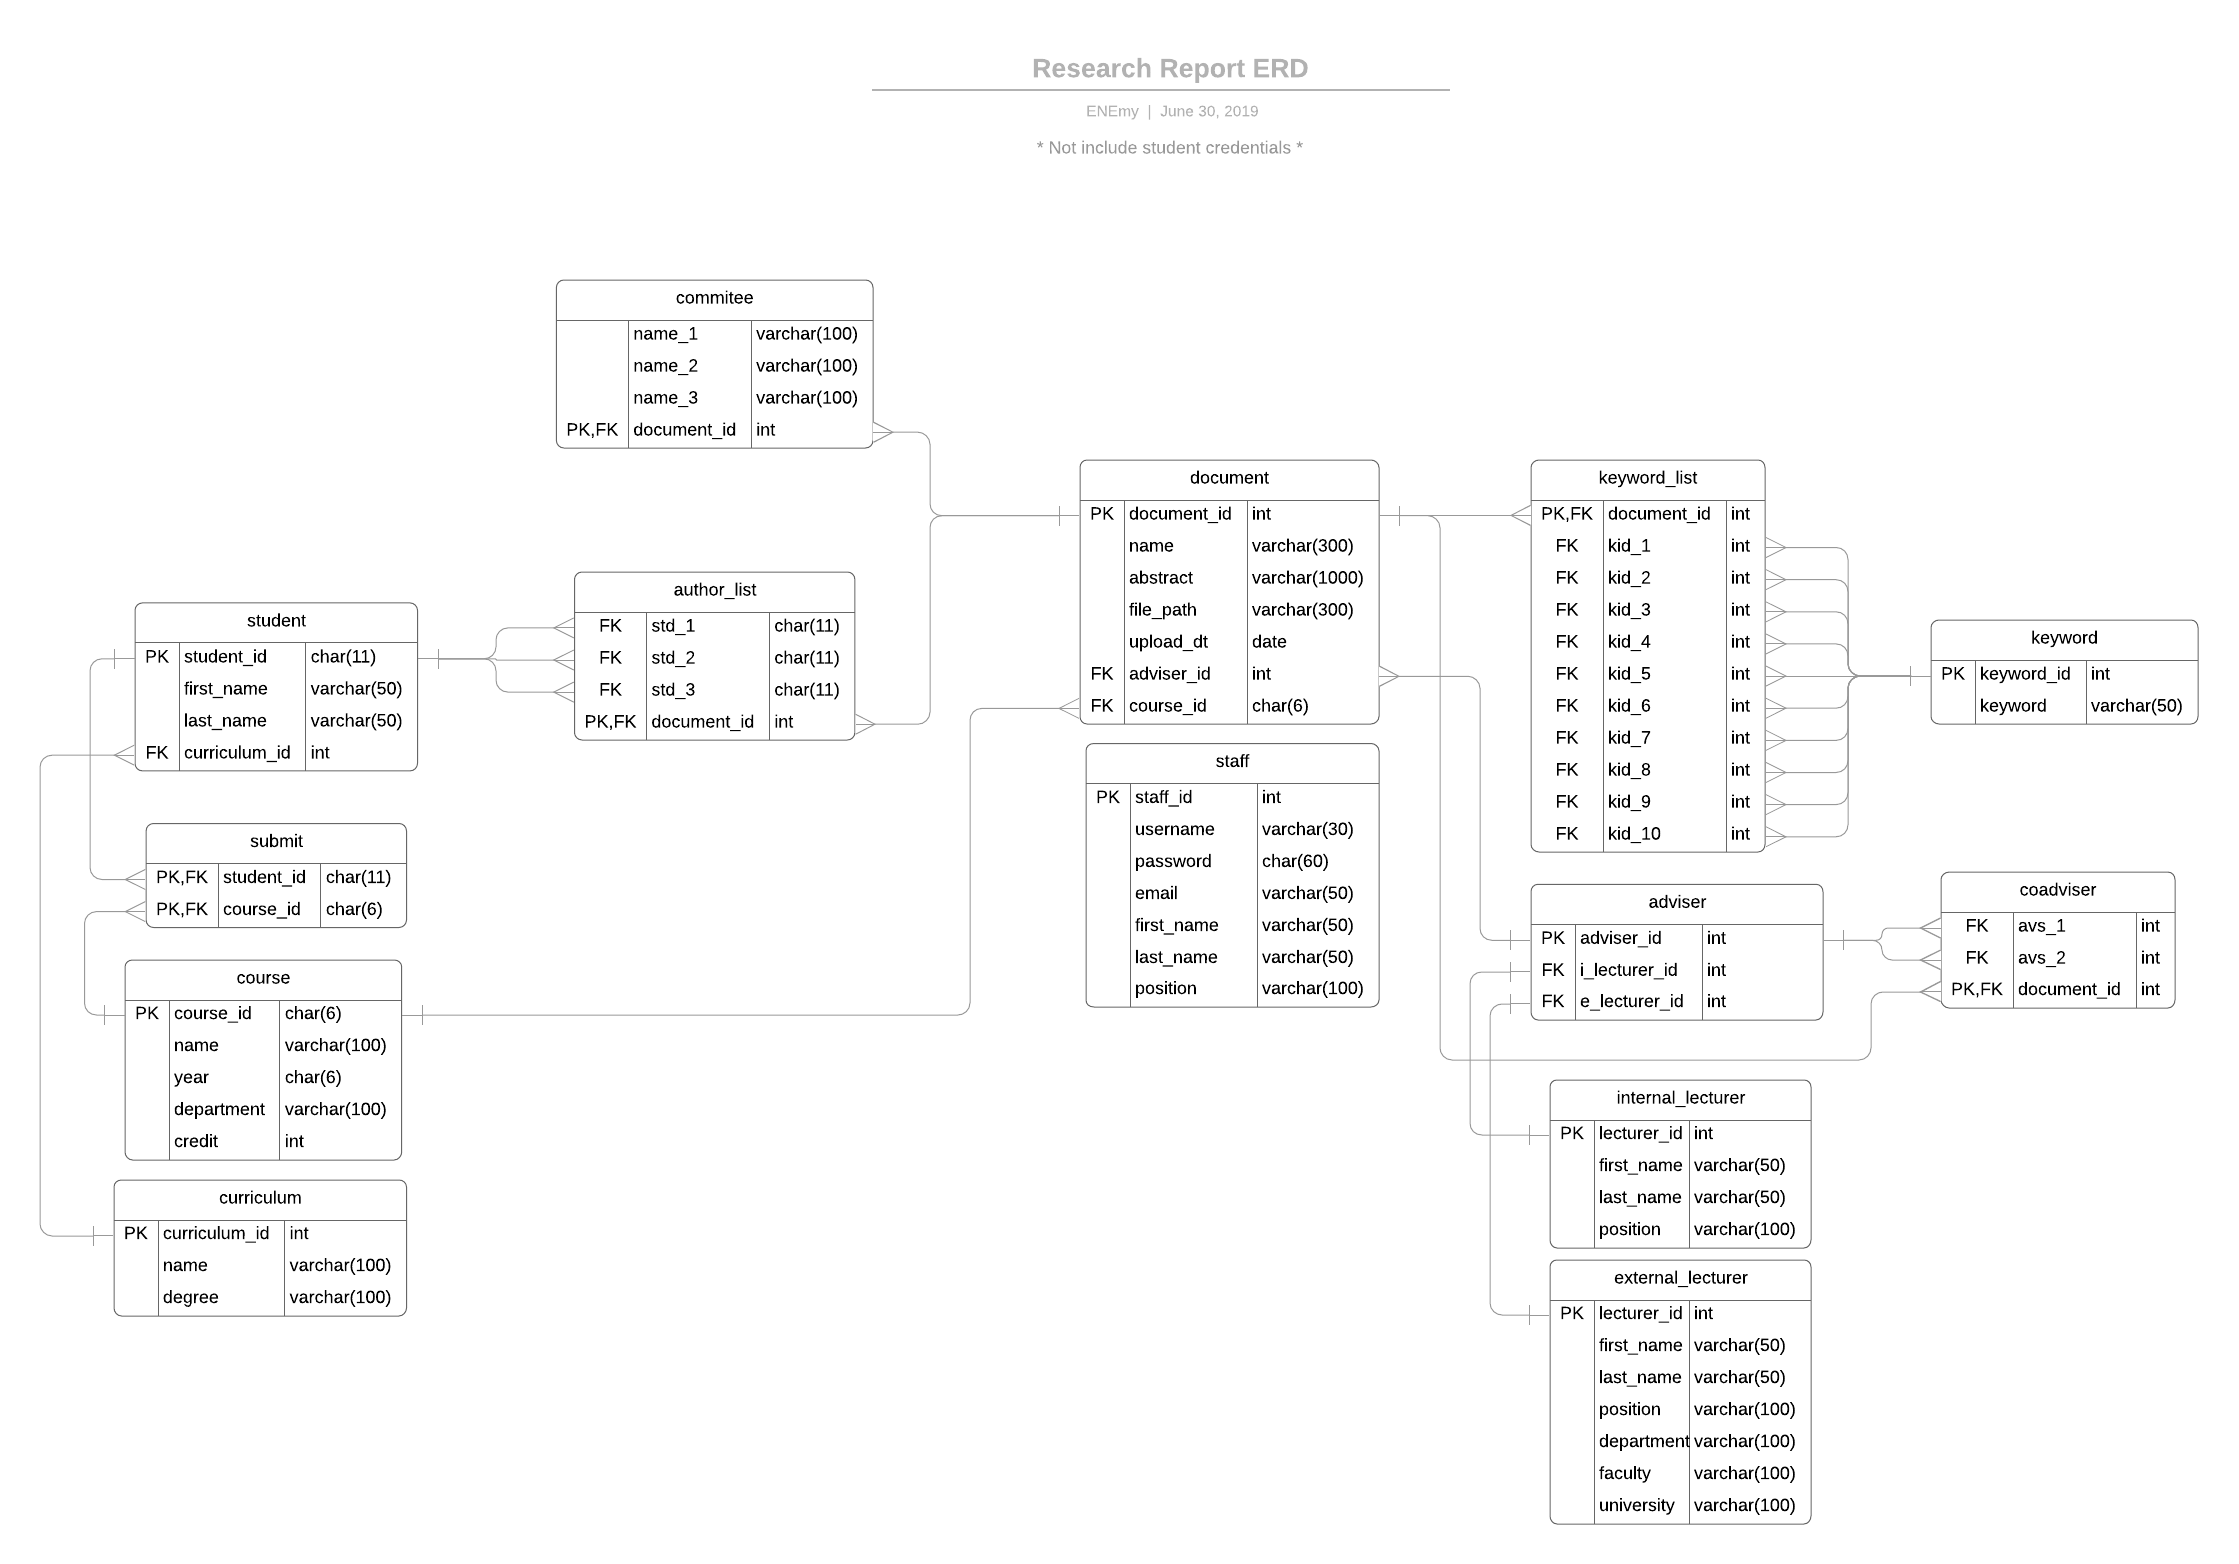 Research Report ERD
ENEmy | June 30, 2019
* Not include student credentials *
commitee
name_1 varchar(100)
name_2 varchar(100)
name_3 varchar(100)
PK,FK document_id int
author_list
FK std_1 char(11)
FK std_2 char(11)
FK std_3 char(11)
PK,FK document_id int
student
PK student_id char(11)
first_name varchar(50)
last_name varchar(50)
FK curriculum_id int
submit
PK,FK student_id char(11)
PK,FK course_id char(6)
course
PK course_id char(6)
name varchar(100)
year char(6)
department varchar(100)
credit int
curriculum
PK curriculum_id int
name varchar(100)
degree varchar(100)
document
PK document_id int
name varchar(300)
abstract varchar(1000)
file_path varchar(300)
upload_dt date
FK adviser_id int
FK course_id char(6)
staff
PK staff_id int
username varchar(30)
password char(60)
email varchar(50)
first_name varchar(50)
last_name varchar(50)
position varchar(100)
keyword_list
PK,FK document_id int
FK kid_1 int
FK kid_2 int
FK kid_3 int
FK kid_4 int
FK kid_5 int
FK kid_6 int
FK kid_7 int
FK kid_8 int
FK kid_9 int
FK kid_10 int
keyword
PK keyword_id int
keyword varchar(50)
adviser
PK adviser_id int
FK i_lecturer_id int
FK e_lecturer_id int
coadviser
FK avs_1 int
FK avs_2 int
PK,FK document_id int
internal_lecturer
PK lecturer_id int
first_name varchar(50)
last_name varchar(50)
position varchar(100)
external_lecturer
PK lecturer_id int
first_name varchar(50)
last_name varchar(50)
position varchar(100)
department varchar(100)
faculty varchar(100)
university varchar(100)